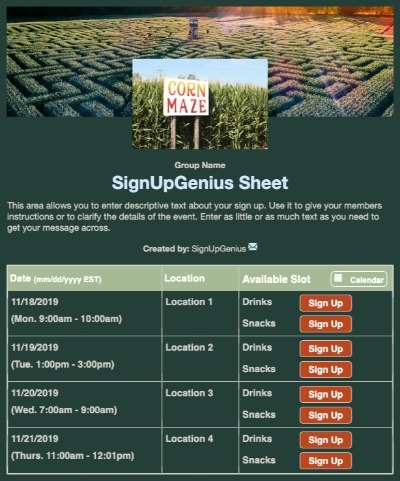 CORN
MAZE
Group Name
SignUpGenius Sheet
This area allows you to enter descriptive text about your sign up. Use it to give your members
instructions or to clarify the details of the event. Enter as little or as much text as you need to
get your message across.
Created by: SignUpGenius
Date (mm/dd/yyyy EST) Location Available Slot Calendar
11/18/2019 Location 1 Drinks Sign Up
(Mon. 9:00am - 10:00am) Snacks Sign Up
11/19/2019 Location 2 Drinks Sign Up
(Tue. 1:00pm - 3:00pm) Snacks Sign Up
11/20/2019 Location 3 Drinks Sign Up
(Wed. 7:00am - 9:00am) Snacks Sign Up
11/21/2019 Location 4 Drinks Sign Up
(Thurs. 11:00am - 12:01pm) Snacks Sign Up